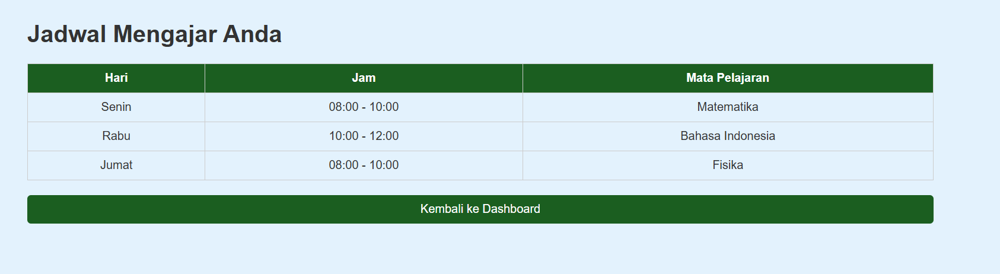 Jadwal Mengajar Anda
Hari Jam Mata Pelajaran
Senin 08:00 - 10:00 Matematika
Rabu 10:00 - 12:00 Bahasa Indonesia
Jumat 08:00 - 10:00 Fisika
Kembali ke Dashboard